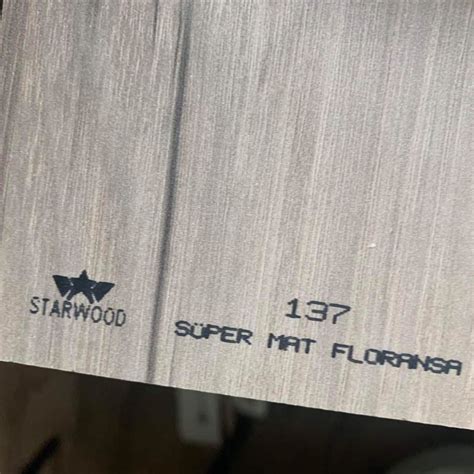 STARWOOD
137
SÜPER MAT FLORANSA